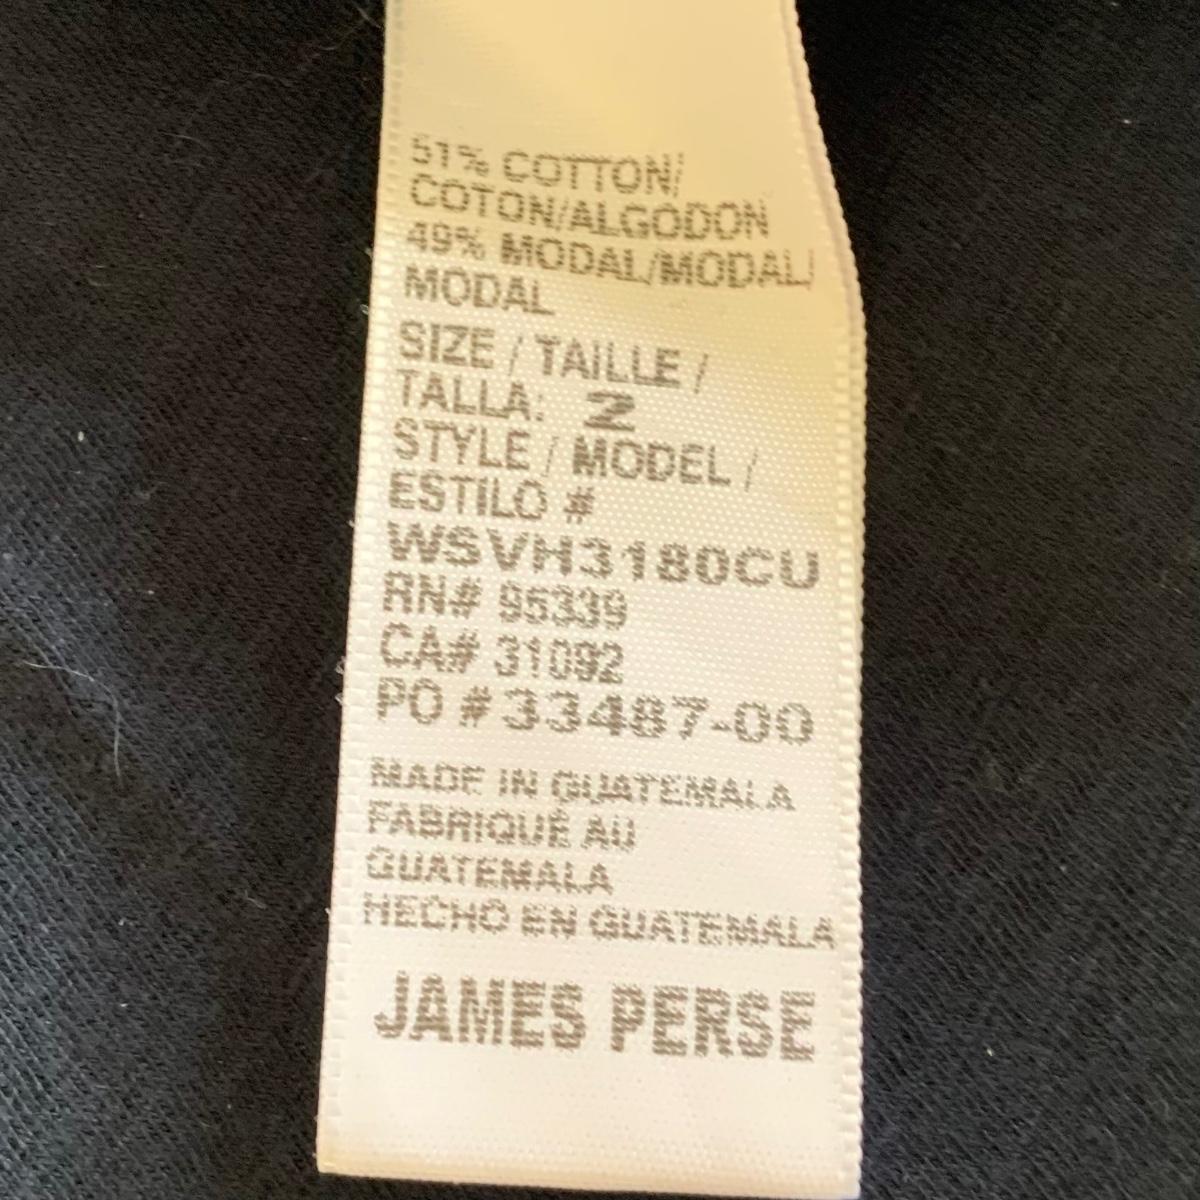 51% COTTON/
COTON/ALGODON
49% MODAL/MODAL/
MODAL
SIZE / TAILLE /
TALLA: 2
STYLE / MODEL /
ESTILO #
WSVH3180CU
RN# 95339
CA# 31092
PO #33487-00
MADE IN GUATEMALA
FABRIQUÉ AU
GUATEMALA
HECHO EN GUATEMALA
JAMES PERSE